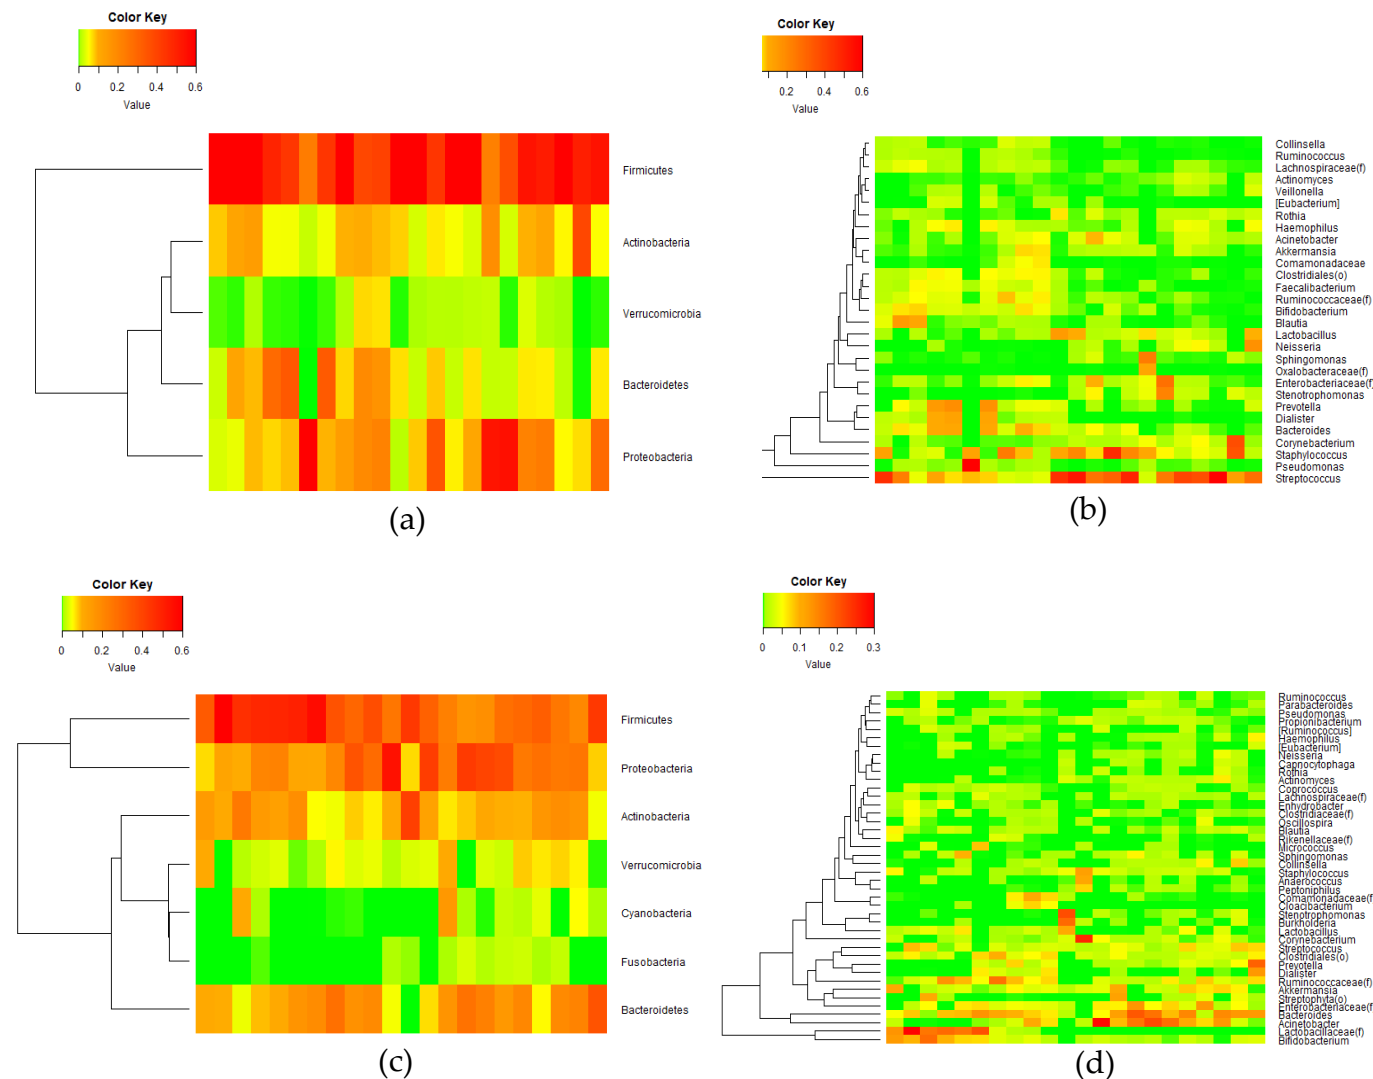 Color Key
0 0.2 0.4 0.6
Value
Firmicutes
Actinobacteria
Verrucomicrobia
Bacteroidetes
Proteobacteria
(a)
Color Key
0.2 0.4 0.6
Value
Collinsella
Ruminococcus
Lachnospiraceae(f)
Actinomyces
Veillonella
[Eubacterium]
Rothia
Haemophilus
Acinetobacter
Akkermansia
Comamonadaceae
Clostridiales(o)
Faecalibacterium
Ruminococcaceae(f)
Bifidobacterium
Blautia
Lactobacillus
Neisseria
Sphingomonas
Oxalobacteraceae(f)
Enterobacteriaceae(f)
Stenotrophomonas
Prevotella
Dialister
Bacteroides
Corynebacterium
Staphylococcus
Pseudomonas
Streptococcus
(b)
Color Key
0 0.2 0.4 0.6
Value
Firmicutes
Proteobacteria
Actinobacteria
Verrucomicrobia
Cyanobacteria
Fusobacteria
Bacteroidetes
(c)
Color Key
0 0.1 0.2 0.3
Value
Ruminococcus
Parabacteroides
Pseudomonas
Propionibacterium
[Ruminococcus]
Haemophilus
[Eubacterium]
Neisseria
Capnocytophaga
Rothia
Actinomyces
Coprococcus
Lachnospiraceae(f)
Enhydrobacter
Clostridiaceae(f)
Oscillospira
Blautia
Rikenellaceae(f)
Micrococcus
Sphingomonas
Collinsella
Staphylococcus
Anaerococcus
Peptoniphilus
Comamonadaceae(f
Cloacibacterium
Stenotrophomonas
Burkholderia
Lactobacillus
Corynebacterium
Streptococcus
Clostridiales(o)
Prevotella
Dialister
Ruminoccaceae(f)
Akkermansia
Streptophyta(o)
Enterobacteriaceae(f
Bacteroides
Acinetobacter
Lactobacillaceae(f)
Bifidobacterium
(d)